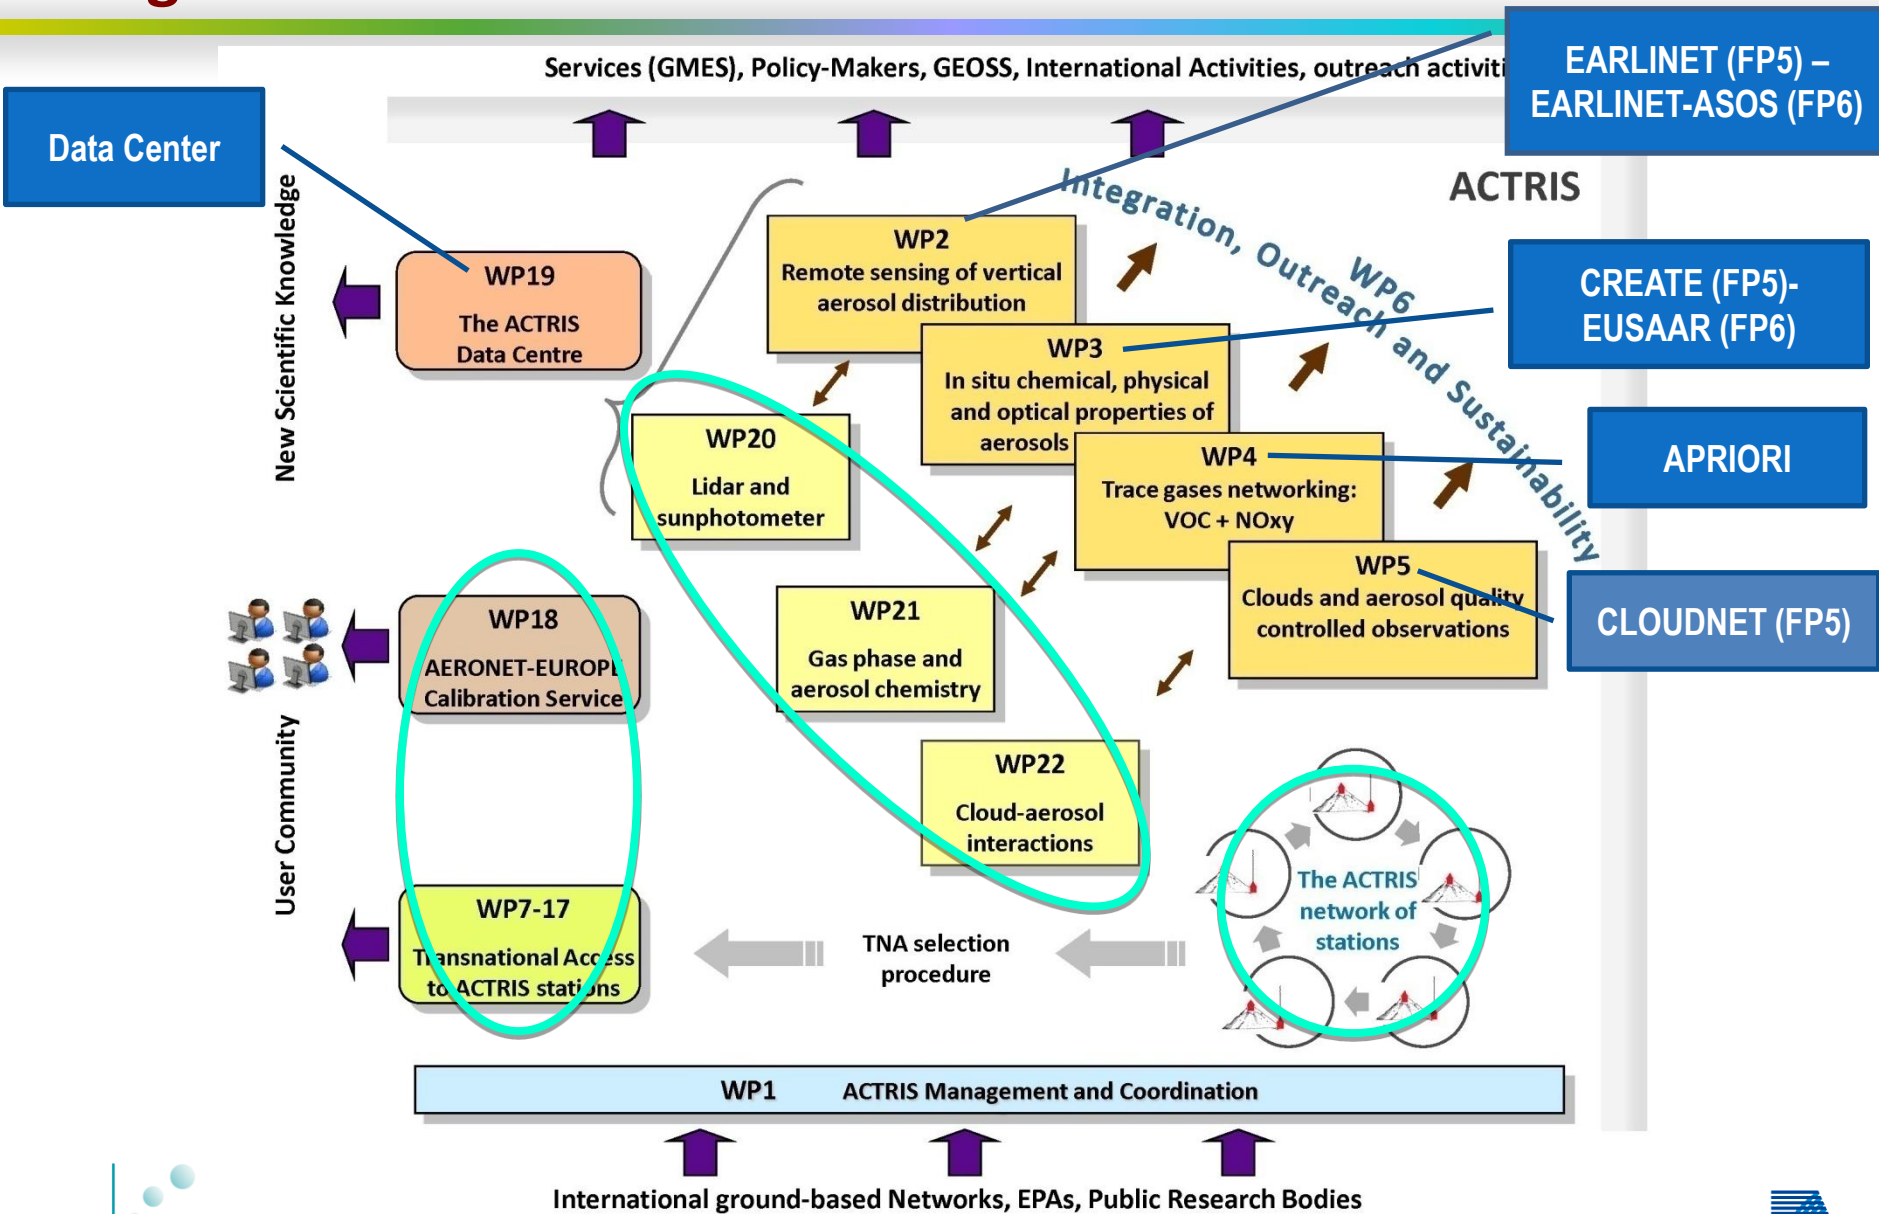 Services (GMES), Policy-Makers, GEOSS, International Activities, outreach activiti
EARLINET (FP5) –
EARLINET-ASOS (FP6)
Data Center
ACTRIS
New Scientific Knowledge
WP19
The ACTRIS
Data Centre
WP2
Remote sensing of vertical
aerosol distribution
Integration, Outreach and Sustainability
WP6
CREATE (FP5)-
EUSAAR (FP6)
WP3
In situ chemical, physical
and optical properties of
aerosols
APRIORI
WP20
Lidar and
sunphotometer
WP4
Trace gases networking:
VOC + NOxy
WP5
Clouds and aerosol quality
controlled observations
CLOUDNET (FP5)
WP18
AERONET-EUROPE
Calibration Service
WP21
Gas phase and
aerosol chemistry
User Community
WP22
Cloud-aerosol
interactions
WP7-17
Transnational Access
to ACTRIS stations
TNA selection
procedure
The ACTRIS
network of
stations
WP1 ACTRIS Management and Coordination
International ground-based Networks, EPAs, Public Research Bodies